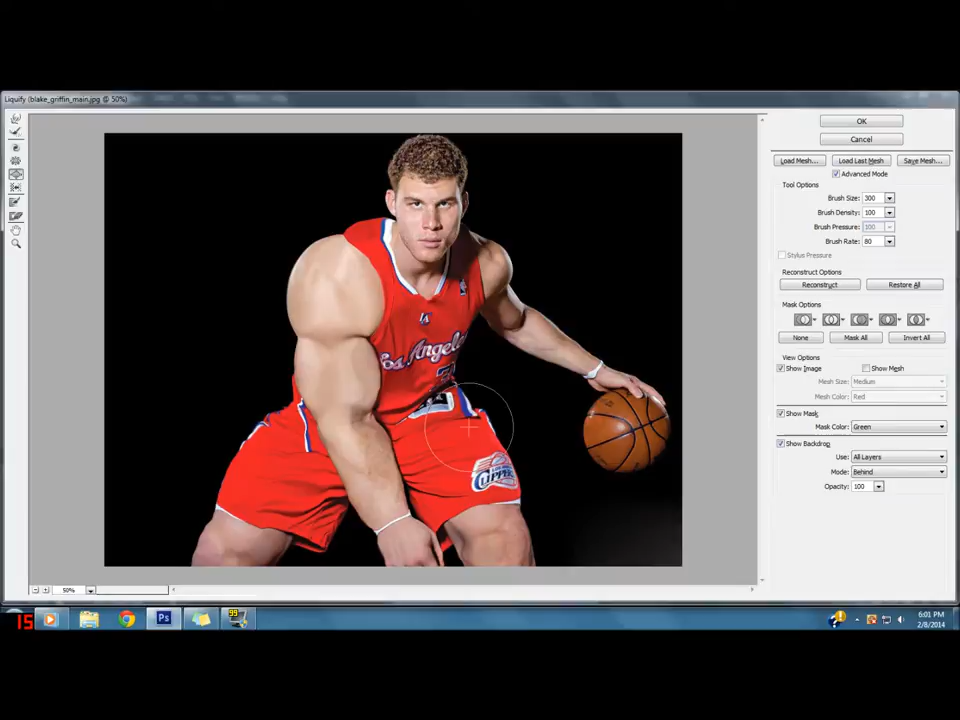 Liquify (blake_griffin_main.jpg @ 50%)
OK
Cancel
Load Mesh...
Load Last Mesh
Save Mesh...
Advanced Mode
Tool Options
Brush Size: 300
Brush Density: 100
Brush Pressure: 100
Brush Rate: 80
Stylus Pressure
Reconstruct Options
Reconstruct
Restore All
Mask Options
None
Mask All
Invert All
View Options
Show Image
Show Mesh
Mesh Size: Medium
Mesh Color: Red
Show Mask
Mask Color: Green
Show Backdrop
Use: All Layers
Mode: Behind
Opacity: 100
LA
Los Angeles
CLIPPERS
50%
15
Ps
99
6:01 PM
2/8/2014